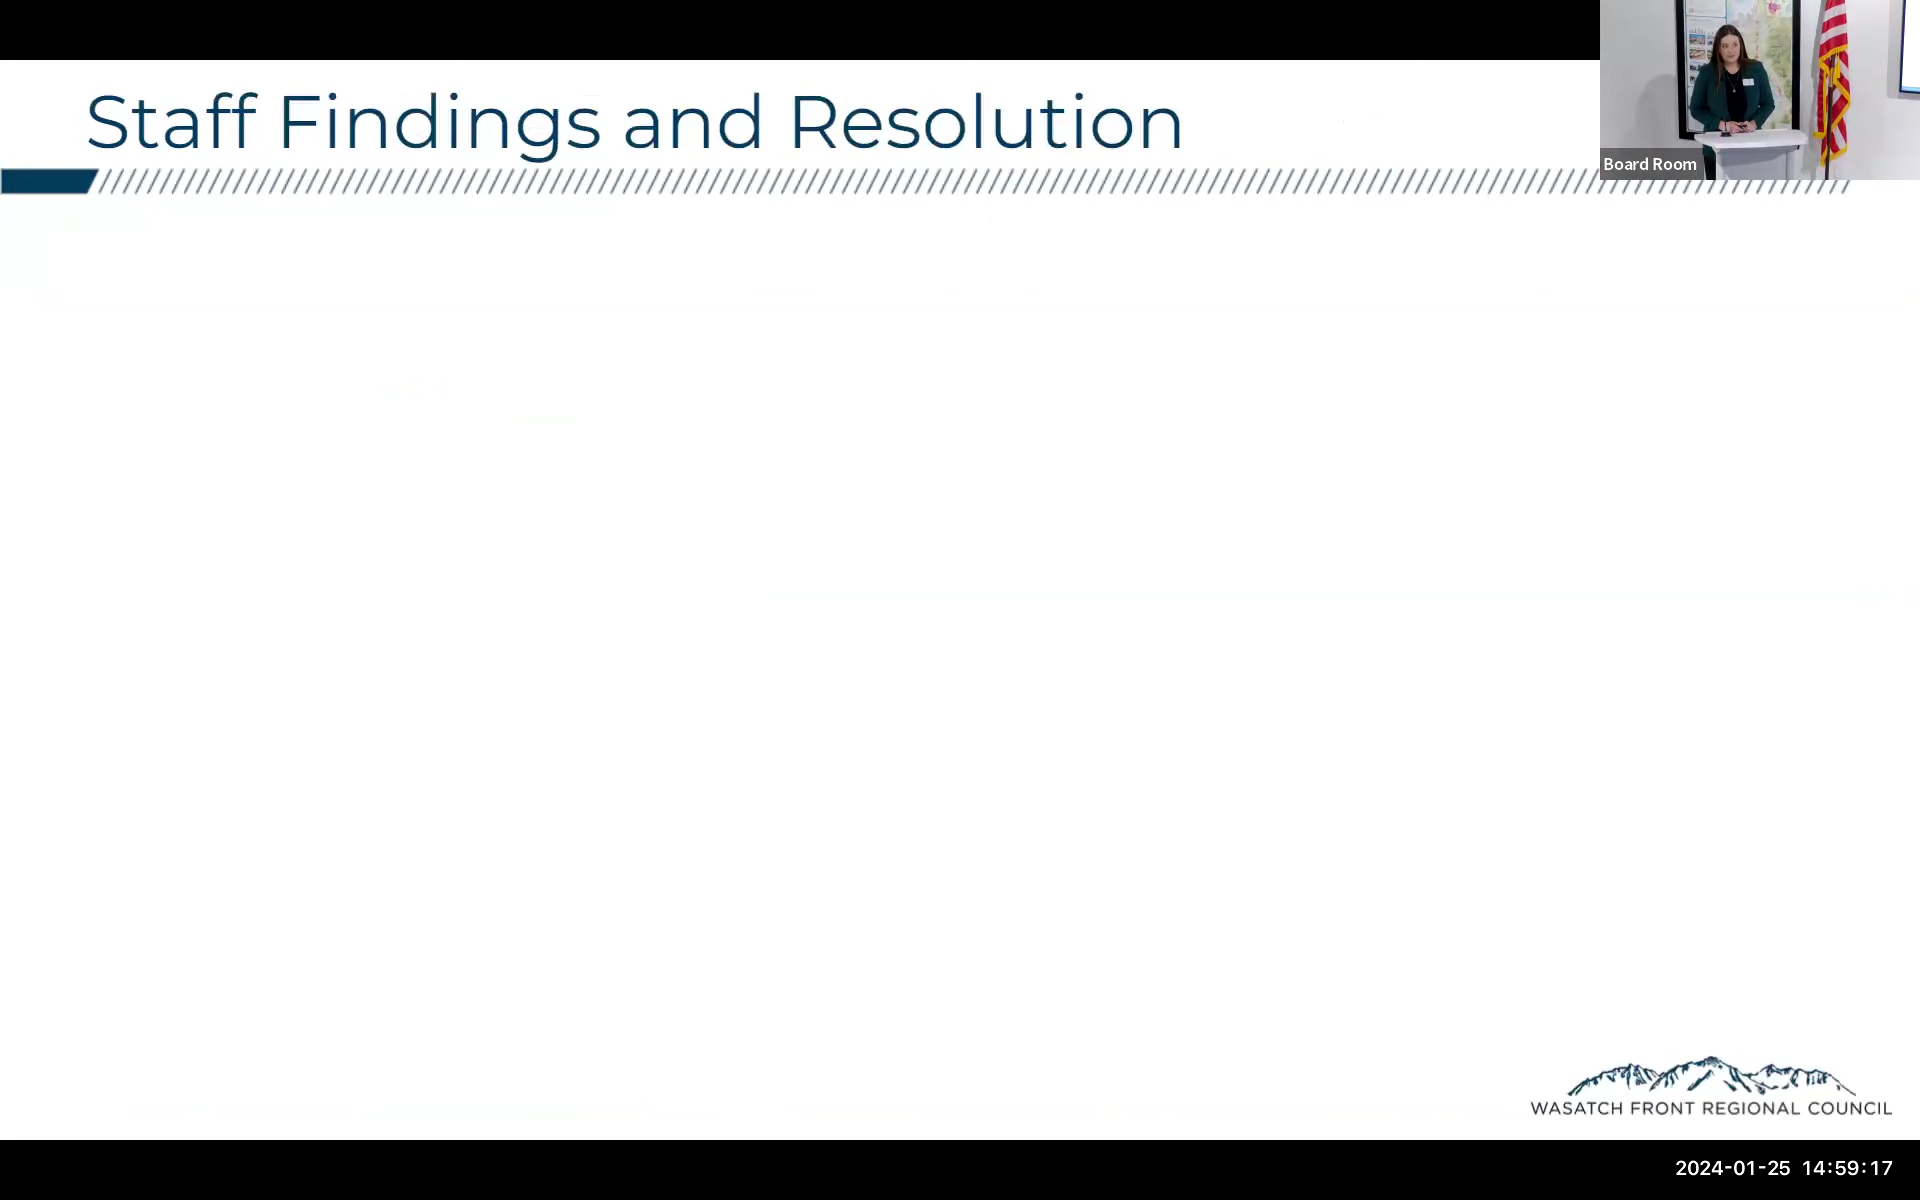 Staff Findings and Resolution
Board Room
WASATCH FRONT REGIONAL COUNCIL
2024-01-25 14:59:17